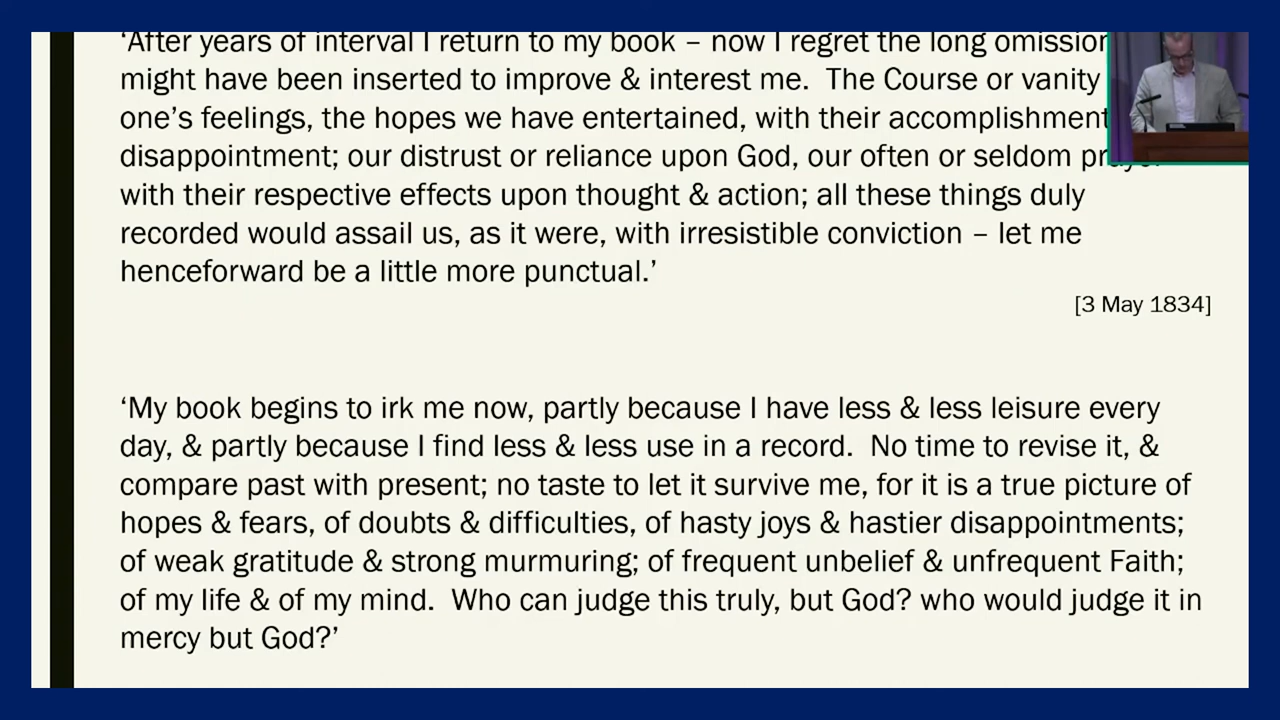 ‘After years of interval I return to my book – now I regret the long omission
might have been inserted to improve & interest me.  The Course or vanity
one’s feelings, the hopes we have entertained, with their accomplishment
disappointment; our distrust or reliance upon God, our often or seldom
with their respective effects upon thought & action; all these things duly
recorded would assail us, as it were, with irresistible conviction – let me
henceforward be a little more punctual.’
[3 May 1834]
‘My book begins to irk me now, partly because I have less & less leisure every
day, & partly because I find less & less use in a record.  No time to revise it, &
compare past with present; no taste to let it survive me, for it is a true picture of
hopes & fears, of doubts & difficulties, of hasty joys & hastier disappointments;
of weak gratitude & strong murmuring; of frequent unbelief & unfrequent Faith;
of my life & of my mind.  Who can judge this truly, but God? who would judge it in
mercy but God?’